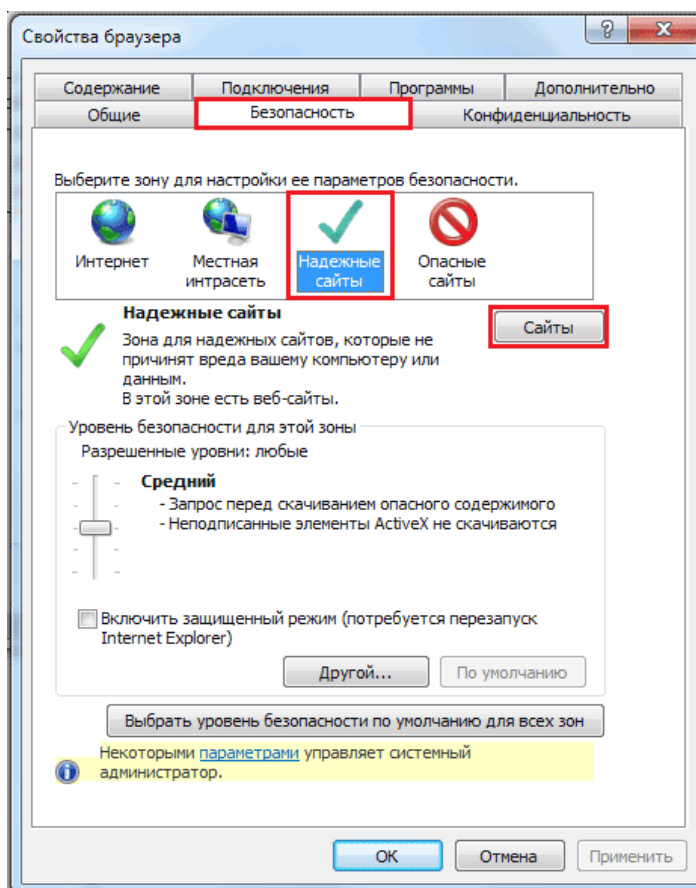 Свойства браузера
Содержание Подключения Программы Дополнительно
Общие Безопасность Конфиденциальность
Выберите зону для настройки ее параметров безопасности.
Интернет Местная интрасеть Надежные сайты Опасные сайты
Надежные сайты
Сайты
Зона для надежных сайтов, которые не
причинят вреда вашему компьютеру или
данным.
В этой зоне есть веб-сайты.
Уровень безопасности для этой зоны
Разрешенные уровни: любые
Средний
- Запрос перед скачиванием опасного содержимого
- Неподписанные элементы ActiveX не скачиваются
Включить защищенный режим (потребуется перезапуск
Internet Explorer)
Другой... По умолчанию
Выбрать уровень безопасности по умолчанию для всех зон
Некоторыми параметрами управляет системный
администратор.
ОК Отмена Применить